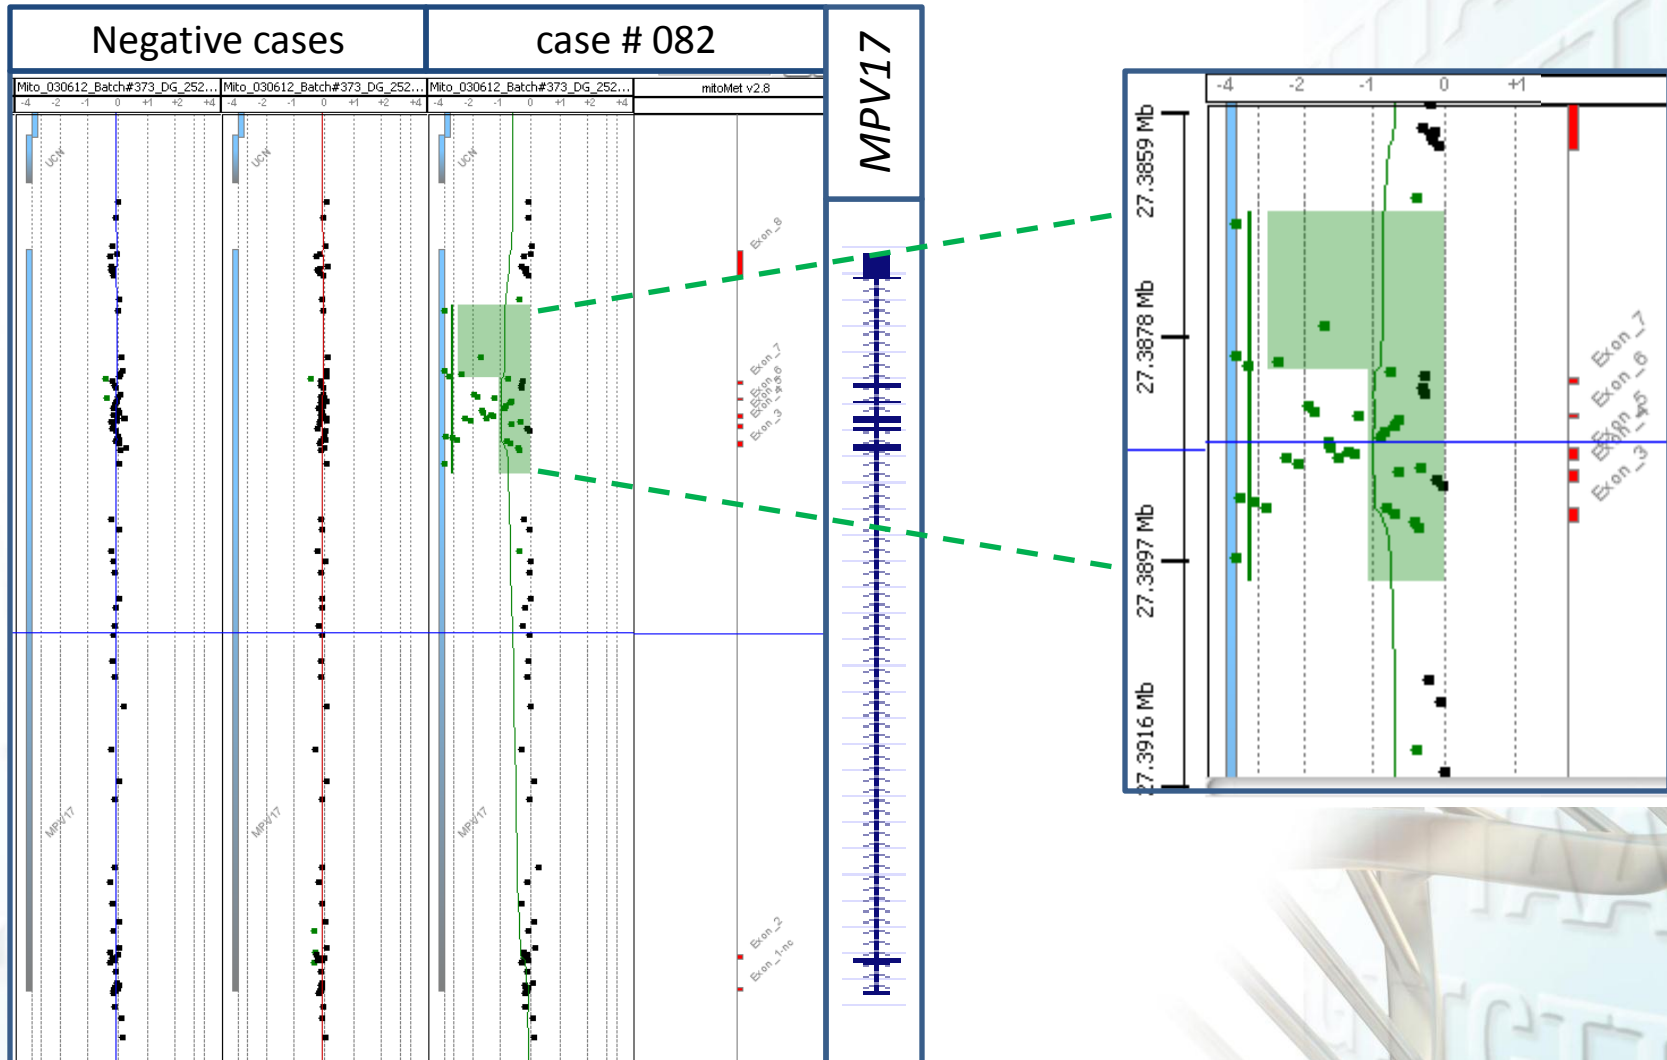 Negative cases
case # 082
MPV17
Mito_030612_Batch#373_DG_252... Mito_030612_Batch#373_DG_252... Mito_030612_Batch#373_DG_252... mitoMet v2.8
-4 -2 -1 0 +1 +2 +4 -4 -2 -1 0 +1 +2 +4 -4 -2 -1 0 +1 +2 +4
UCN UCN UCN
Exon_8
Exon_7
Exon_3
MPV17 MPV17 MPV17
Exon_2
Exon_1-nc
-4 -2 -1 0 +1
27.3859 Mb
27.3878 Mb
27.3897 Mb
27.3916 Mb
Exon_7
Exon_6
Exon_5
Exon_3